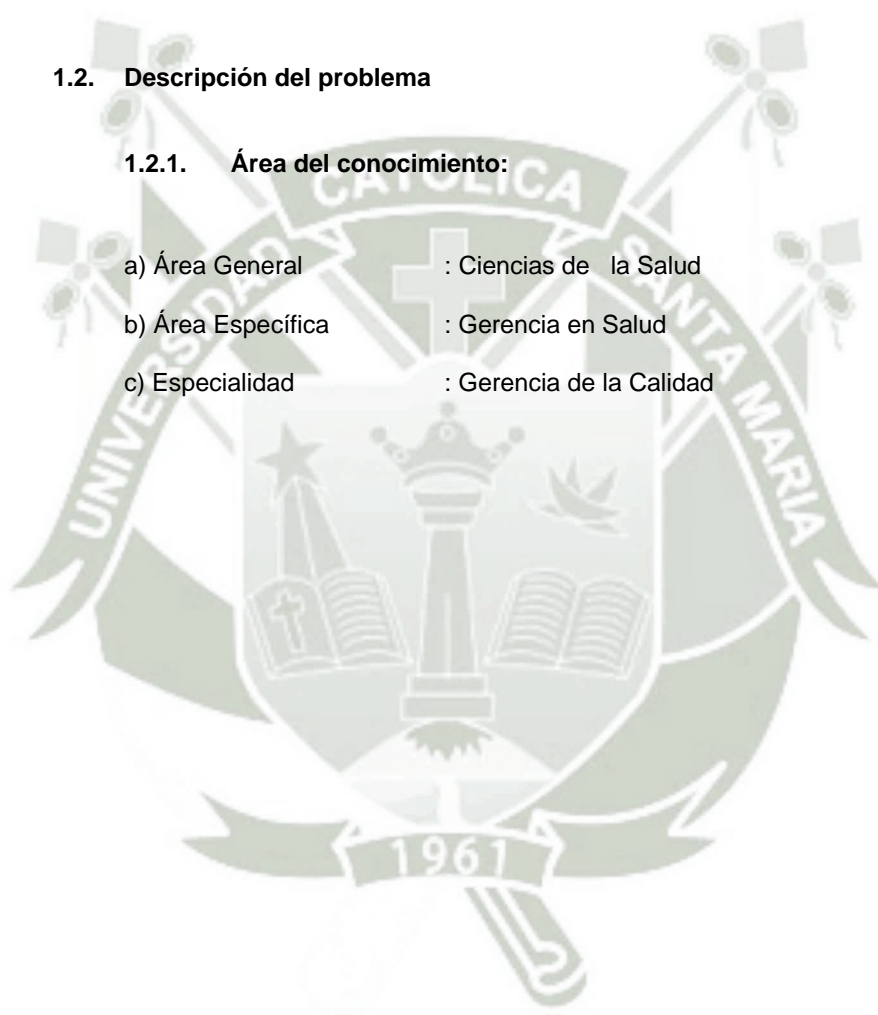 1.2. Descripción del problema
1.2.1. Área del conocimiento:
a) Área General : Ciencias de la Salud
b) Área Específica : Gerencia en Salud
c) Especialidad : Gerencia de la Calidad
UNIVERSIDAD CATOLICA SANTA MARIA
1961